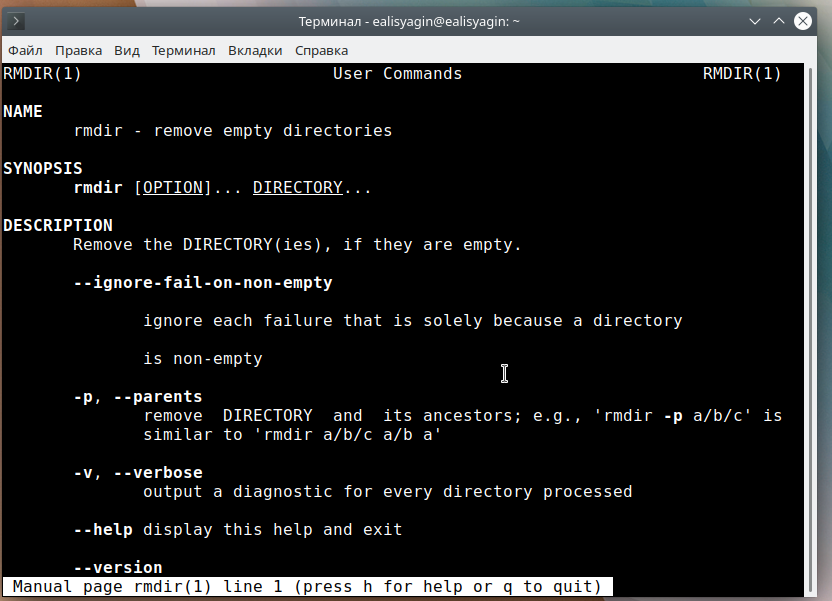 Терминал - ealisyagin@ealisyagin: ~
Файл Правка Вид Терминал Вкладки Справка
RMDIR(1) User Commands RMDIR(1)
NAME
rmdir - remove empty directories
SYNOPSIS
rmdir [OPTION]... DIRECTORY...
DESCRIPTION
Remove the DIRECTORY(ies), if they are empty.
--ignore-fail-on-non-empty
ignore each failure that is solely because a directory
is non-empty
-p, --parents
remove DIRECTORY and its ancestors; e.g., 'rmdir -p a/b/c' is
similar to 'rmdir a/b/c a/b a'
-v, --verbose
output a diagnostic for every directory processed
--help display this help and exit
--version
Manual page rmdir(1) line 1 (press h for help or q to quit)